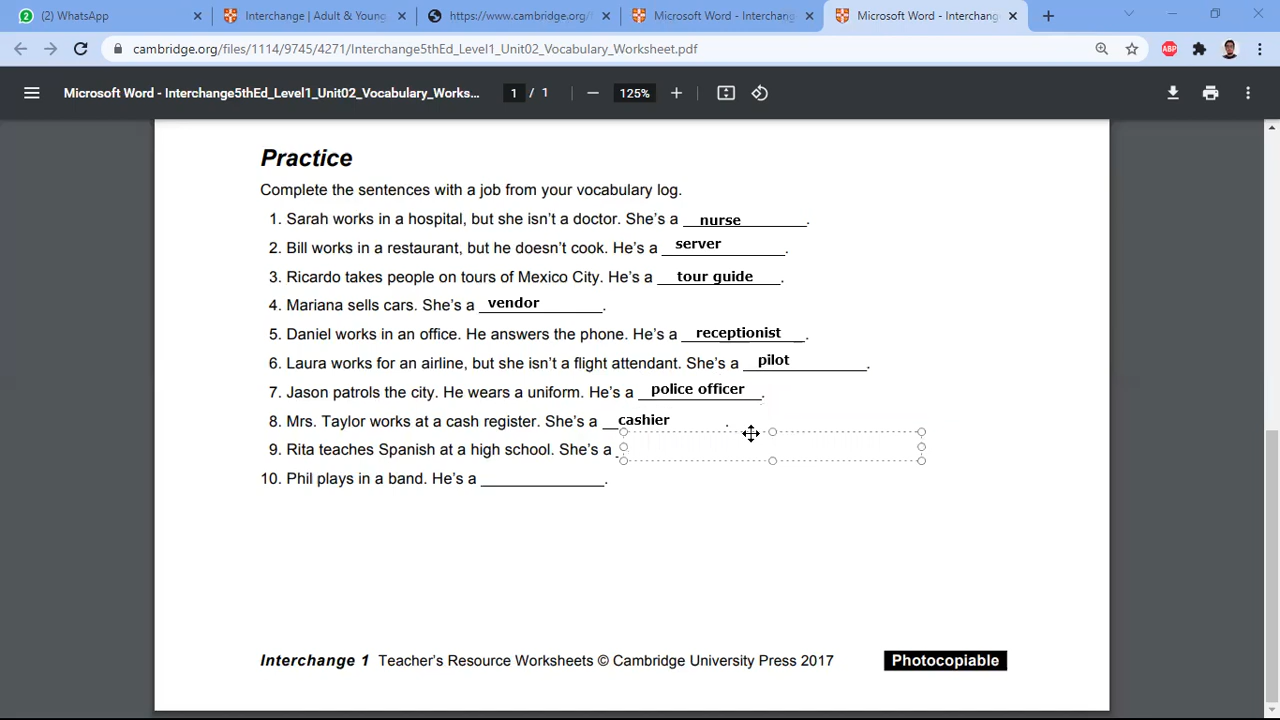 (2) WhatsApp
Interchange | Adult & Young
https://www.cambridge.org/
Microsoft Word - Interchang
Microsoft Word - Interchang
cambridge.org/files/1114/9745/4271/Interchange5thEd_Level1_Unit02_Vocabulary_Worksheet.pdf
ABP
Microsoft Word - Interchange5thEd_Level1_Unit02_Vocabulary_Works...
1 / 1
125%
Practice
Complete the sentences with a job from your vocabulary log.
1. Sarah works in a hospital, but she isn't a doctor. She's a nurse.
2. Bill works in a restaurant, but he doesn't cook. He's a server.
3. Ricardo takes people on tours of Mexico City. He's a tour guide.
4. Mariana sells cars. She's a vendor.
5. Daniel works in an office. He answers the phone. He's a receptionist.
6. Laura works for an airline, but she isn't a flight attendant. She's a pilot.
7. Jason patrols the city. He wears a uniform. He's a police officer.
8. Mrs. Taylor works at a cash register. She's a cashier.
9. Rita teaches Spanish at a high school. She's a
10. Phil plays in a band. He's a _______________.
Interchange 1 Teacher's Resource Worksheets © Cambridge University Press 2017 Photocopiable